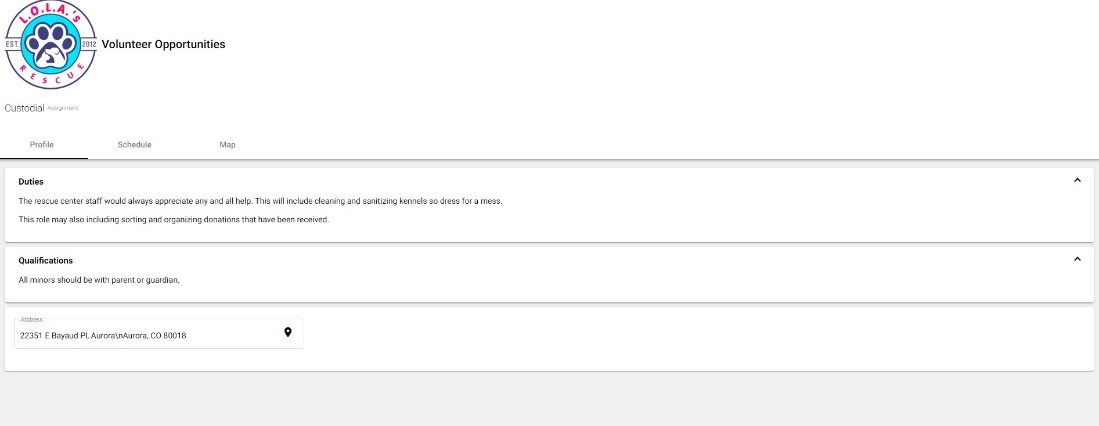 L.O.L.A.'s
EST. 2012
RESCUE
Volunteer Opportunities
Custodial Assignment
Profile Schedule Map
Duties
The rescue center staff would always appreciate any and all help. This will include cleaning and sanitizing kennels so dress for a mess.
This role may also including sorting and organizing donations that have been received.
Qualifications
All minors should be with parent or guardian.
Address
22351 E Bayaud Pl, Aurora\nAurora, CO 80018